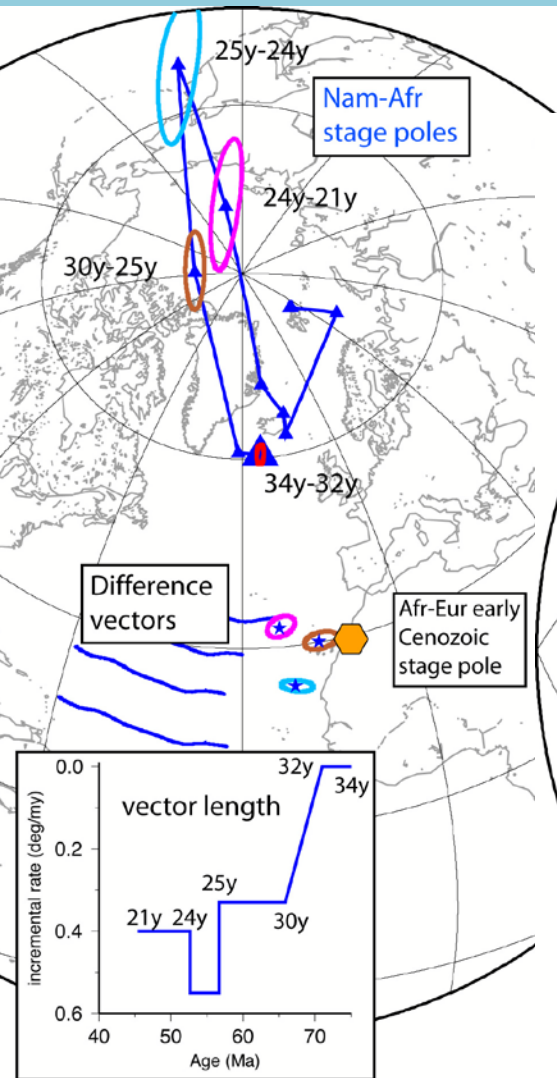 25y-24y
Nam-Afr
stage poles
24y-21y
30y-25y
34y-32y
Difference
vectors
Afr-Eur early
Cenozoic
stage pole
vector length
incremental rate (deg/my)
0.0
0.2
0.4
0.6
32y
34y
25y
21y
24y
30y
40
50
60
70
Age (Ma)